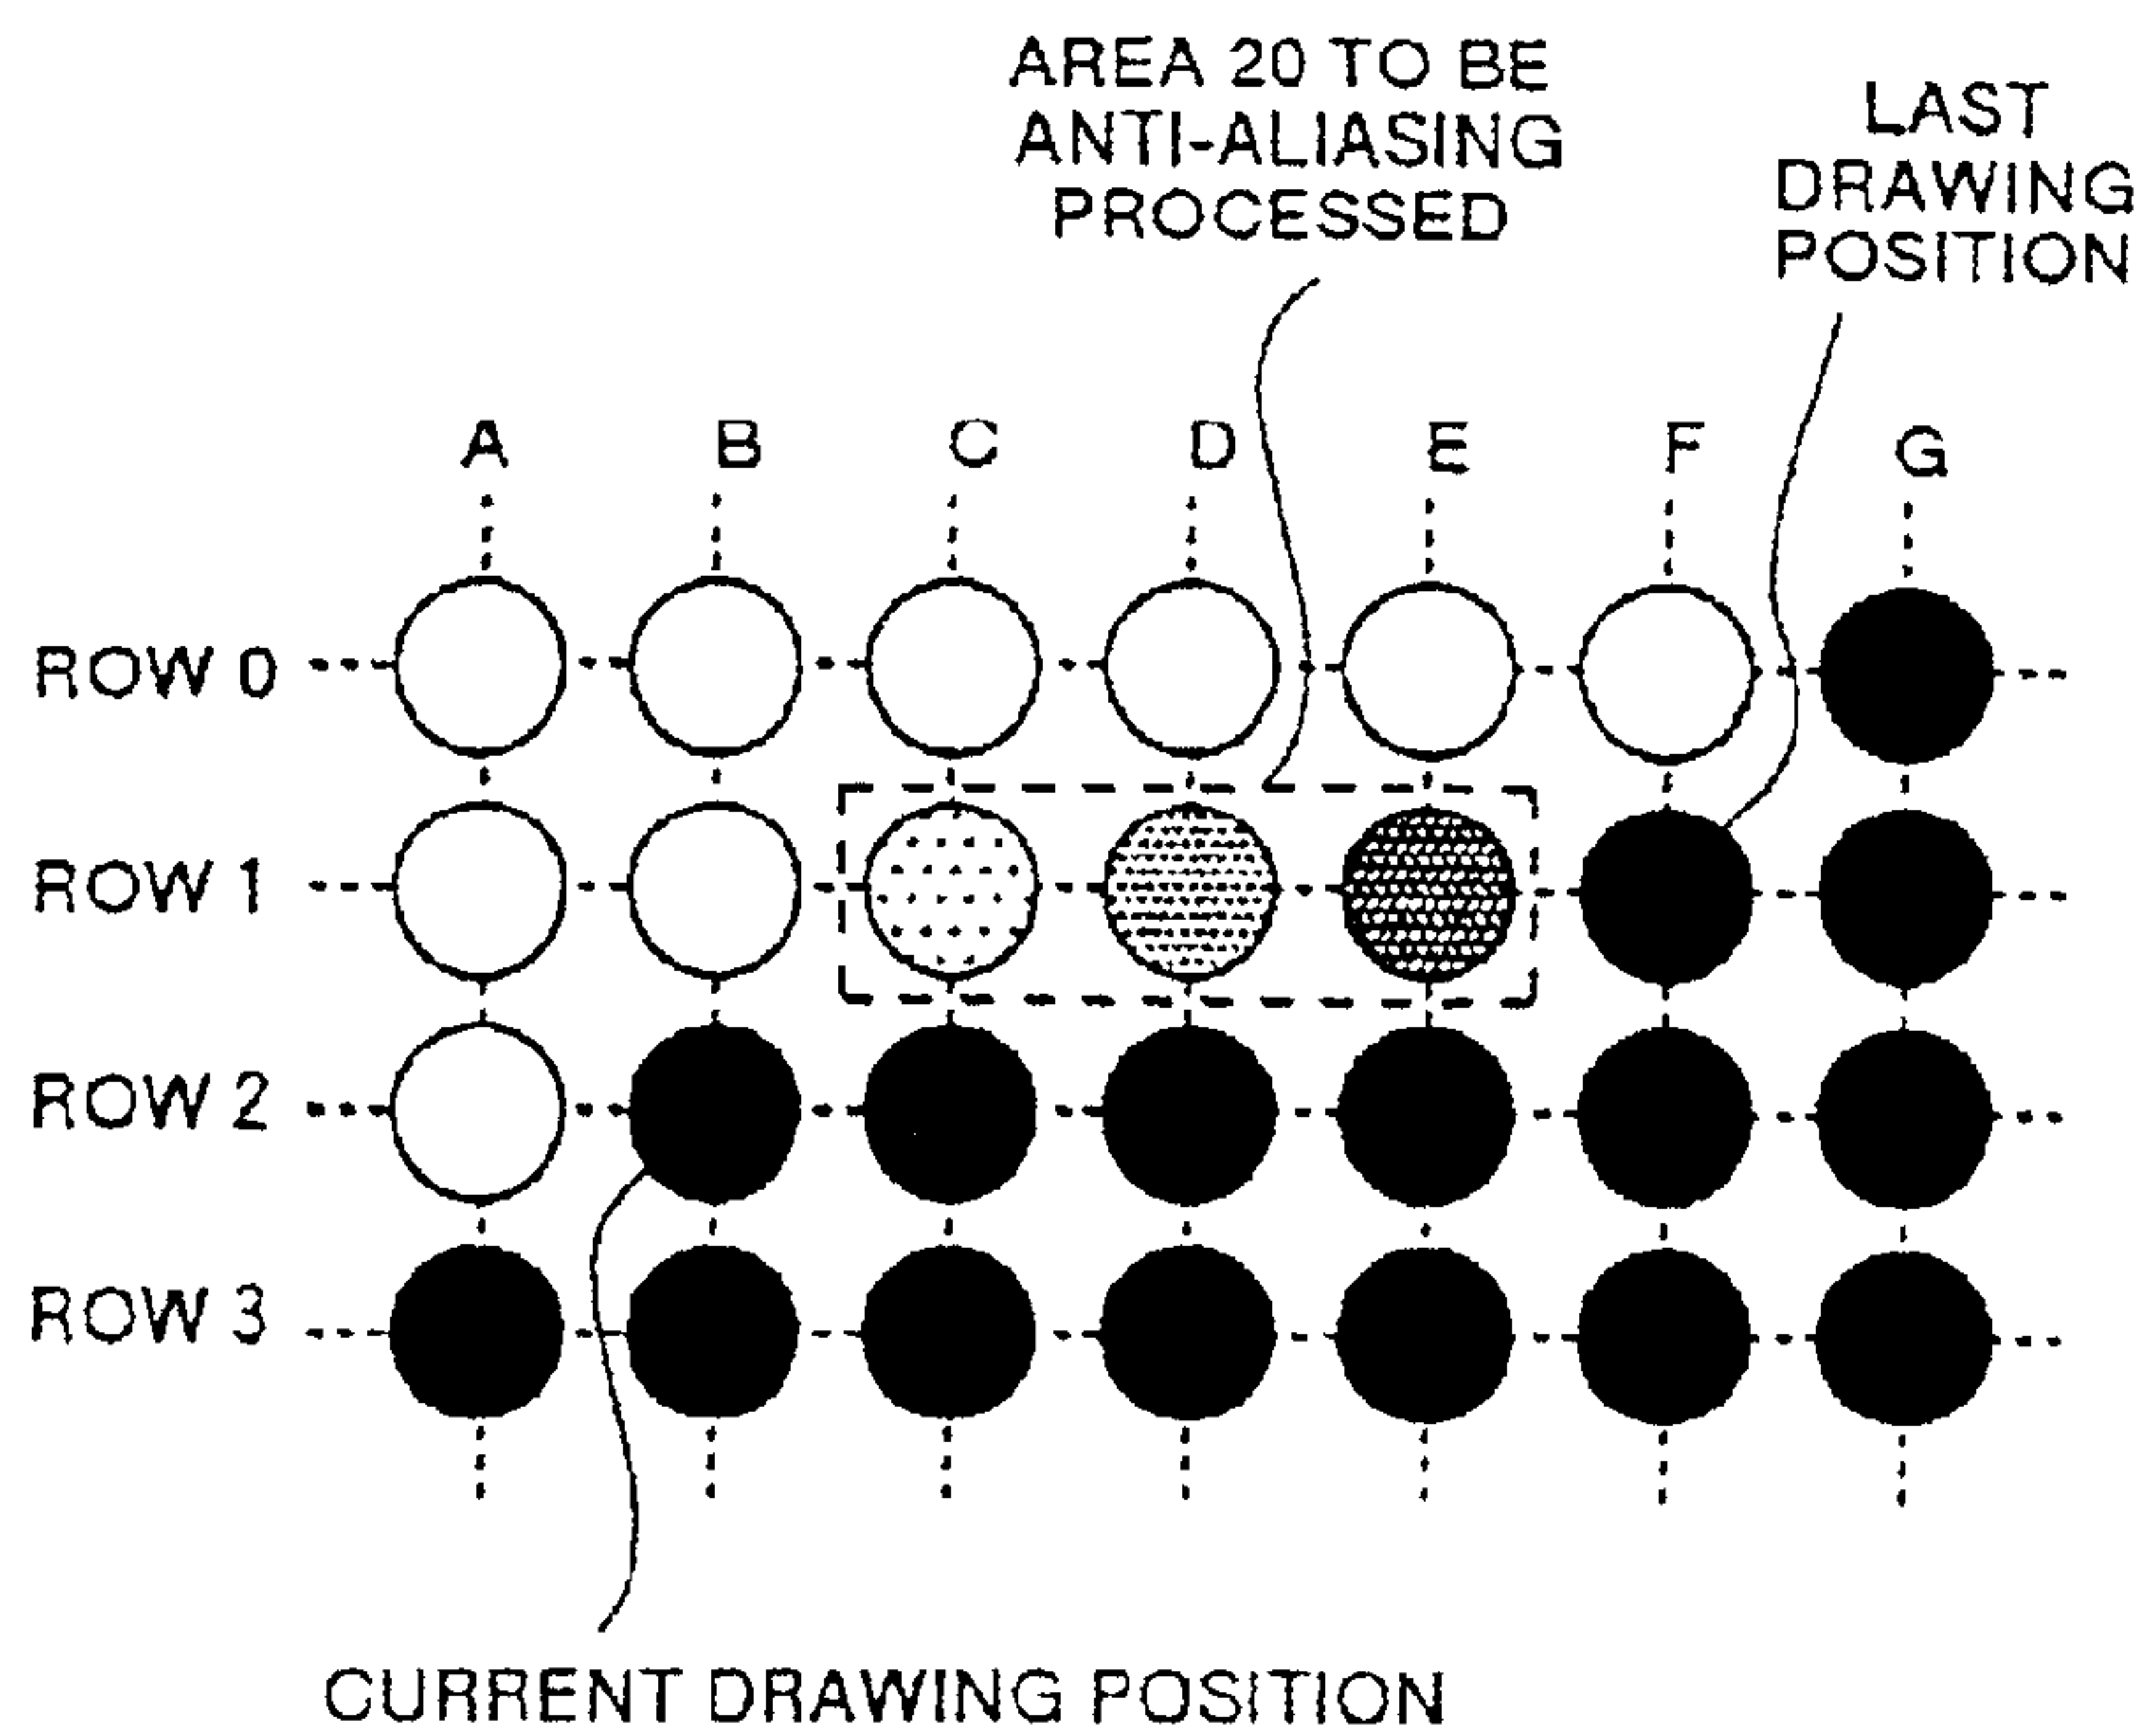 AREA 20 TO BE
ANTI-ALIASING
PROCESSED
LAST
DRAWING
POSITION
A B C D E F G
ROW 0
ROW 1
ROW 2
ROW 3
CURRENT DRAWING POSITION